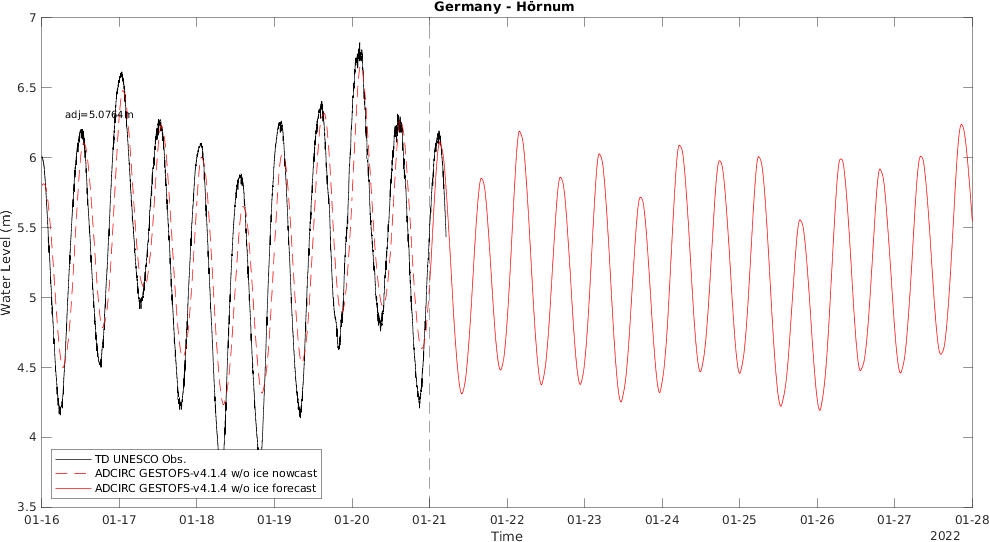 Germany - Hörnum
7
6.5
6
5.5
5
4.5
4
3.5
Water Level (m)
adj=5.0764m
TD UNESCO Obs.
ADCIRC GESTOFS-v4.1.4 w/o ice nowcast
ADCIRC GESTOFS-v4.1.4 w/o ice forecast
01-16 01-17 01-18 01-19 01-20 01-21 01-22 01-23 01-24 01-25 01-26 01-27 01-28
Time
2022